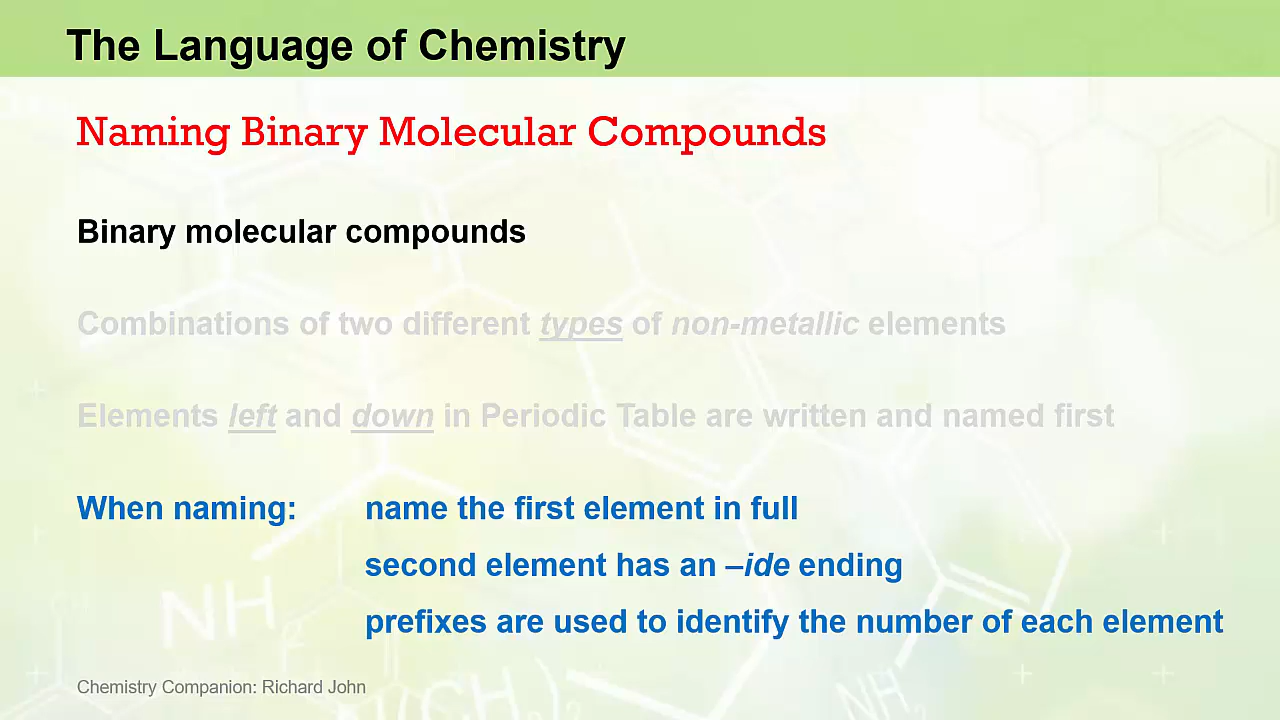 The Language of Chemistry
Naming Binary Molecular Compounds
Binary molecular compounds
Combinations of two different types of non-metallic elements
Elements left and down in Periodic Table are written and named first
When naming: name the first element in full
second element has an –ide ending
prefixes are used to identify the number of each element
NH
NH₂
Chemistry Companion: Richard John